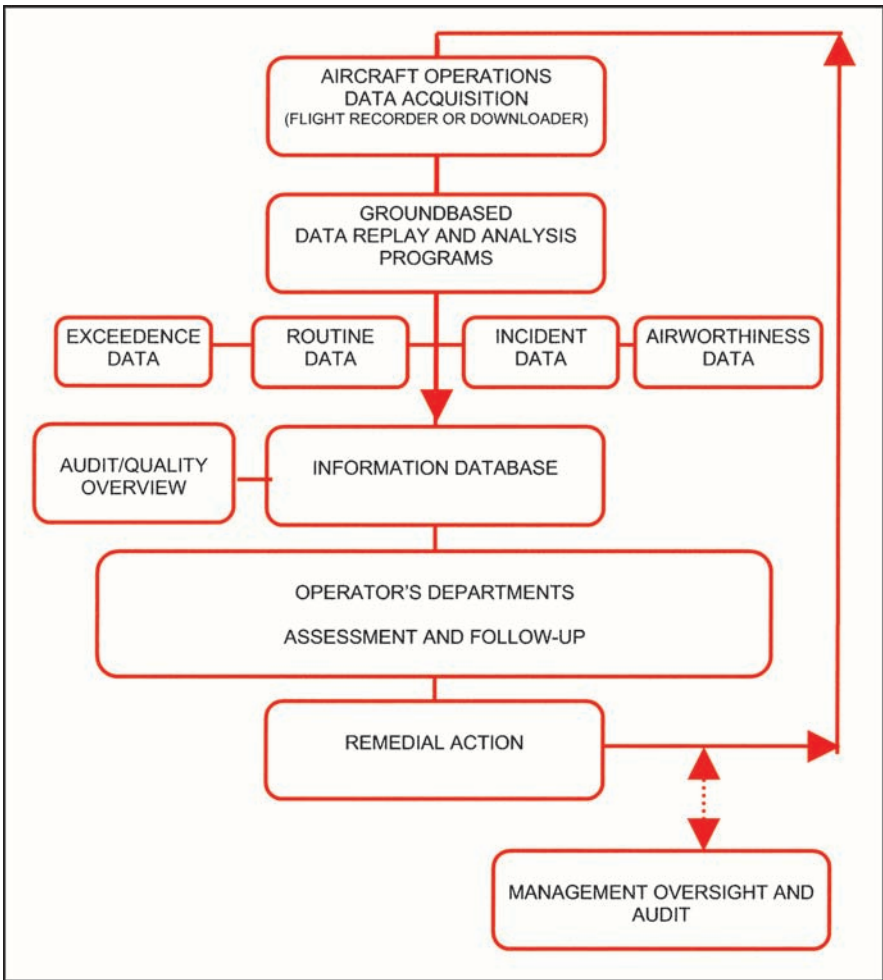 AIRCRAFT OPERATIONS
DATA ACQUISITION
(FLIGHT RECORDER OR DOWNLOADER)
GROUNDBASED
DATA REPLAY AND ANALYSIS
PROGRAMS
EXCEEDENCE
DATA
ROUTINE
DATA
INCIDENT
DATA
AIRWORTHINESS
DATA
AUDIT/QUALITY
OVERVIEW
INFORMATION DATABASE
OPERATOR'S DEPARTMENTS
ASSESSMENT AND FOLLOW-UP
REMEDIAL ACTION
MANAGEMENT OVERSIGHT AND
AUDIT